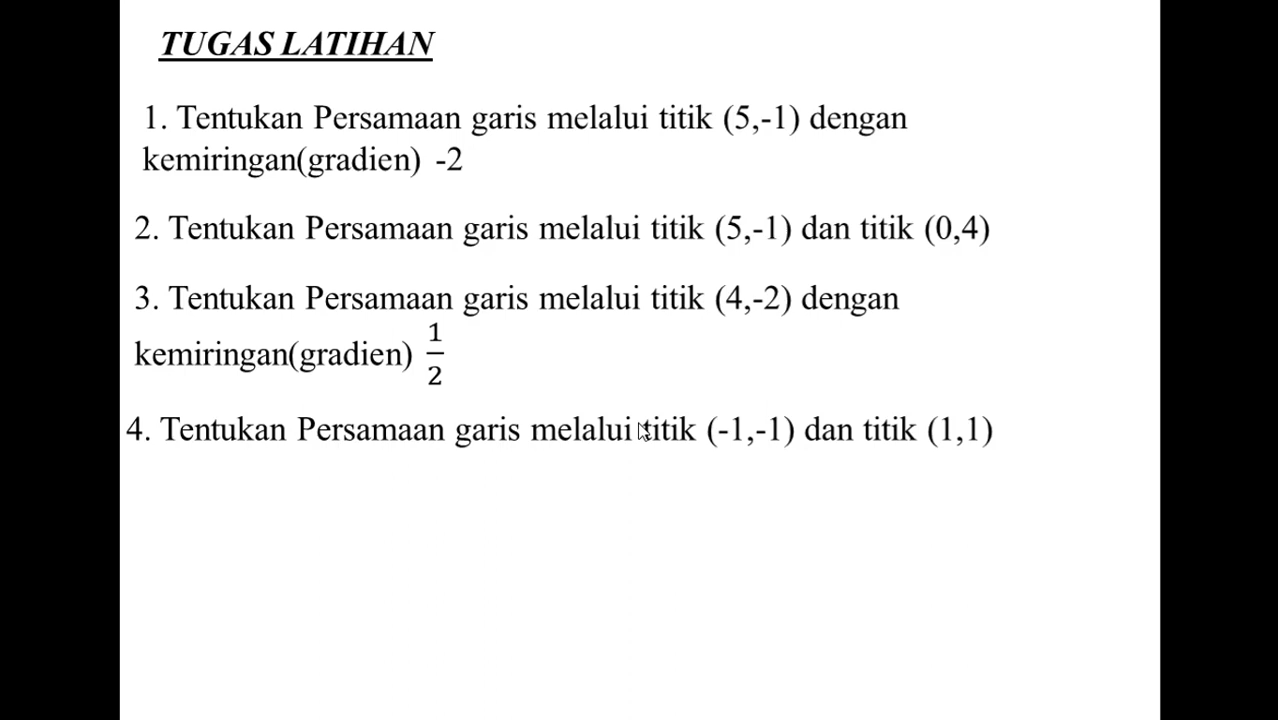 TUGAS LATIHAN
1. Tentukan Persamaan garis melalui titik (5,-1) dengan
kemiringan(gradien) -2
2. Tentukan Persamaan garis melalui titik (5,-1) dan titik (0,4)
3. Tentukan Persamaan garis melalui titik (4,-2) dengan
kemiringan(gradien) 1/2
4. Tentukan Persamaan garis melalui titik (-1,-1) dan titik (1,1)